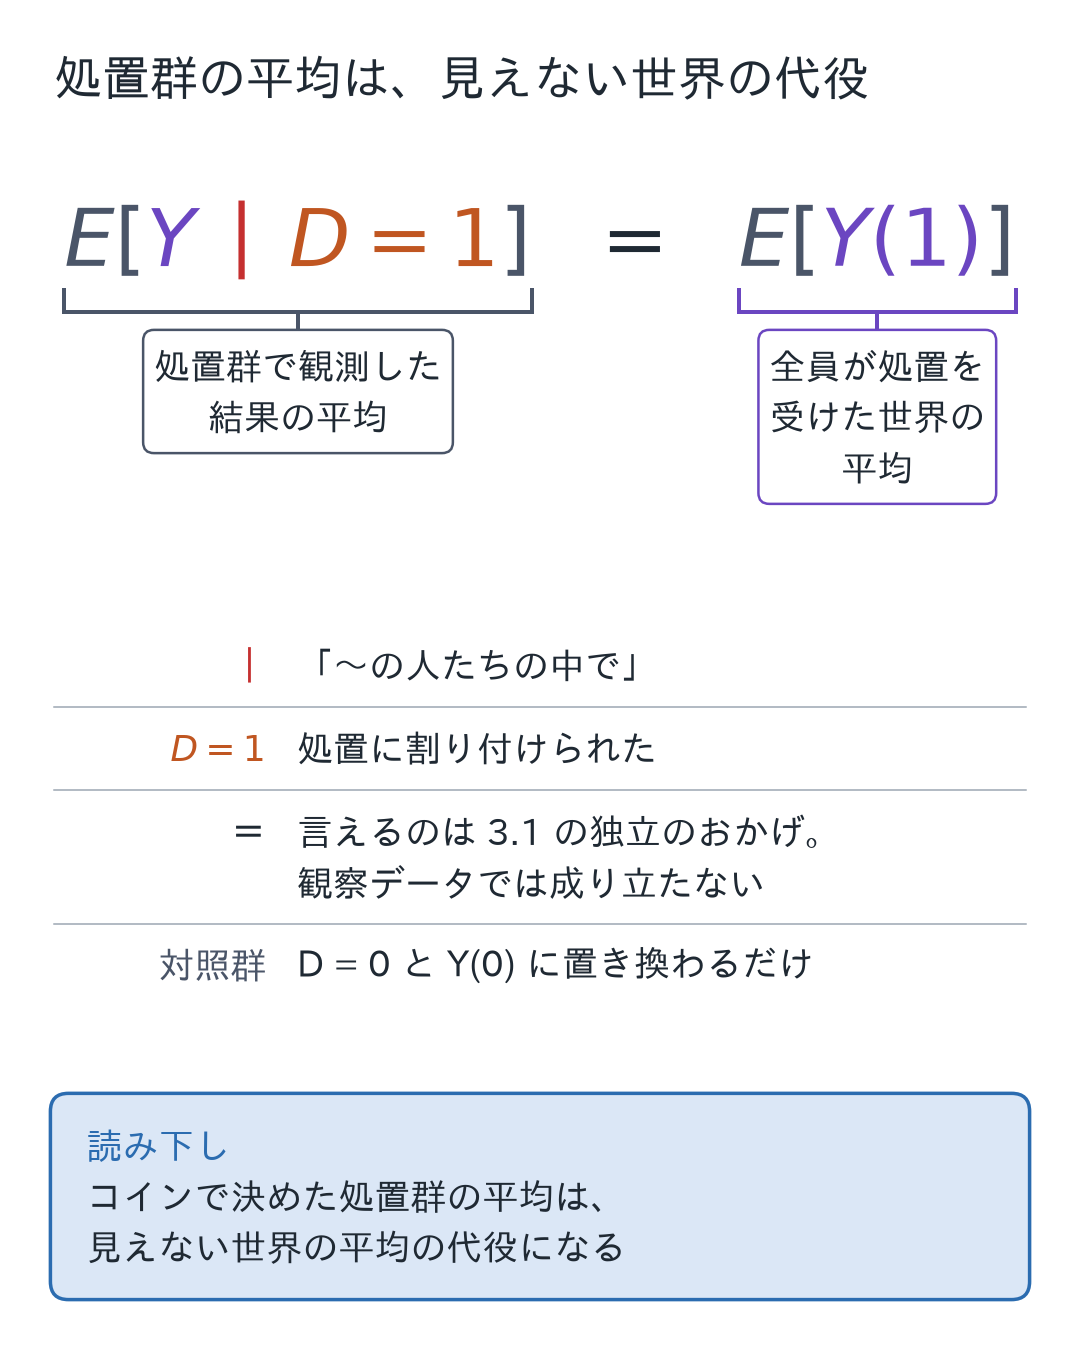 処置群の平均は、見えない世界の代役
E[Y | D = 1] = E[Y(1)]
処置群で観測した
結果の平均
全員が処置を
受けた世界の
平均
| 「〜の人たちの中で」
D = 1 処置に割り付けられた
= 言えるのは 3.1 の独立のおかげ。
観察データでは成り立たない
対照群 D = 0 と Y(0) に置き換わるだけ
読み下し
コインで決めた処置群の平均は、
見えない世界の平均の代役になる